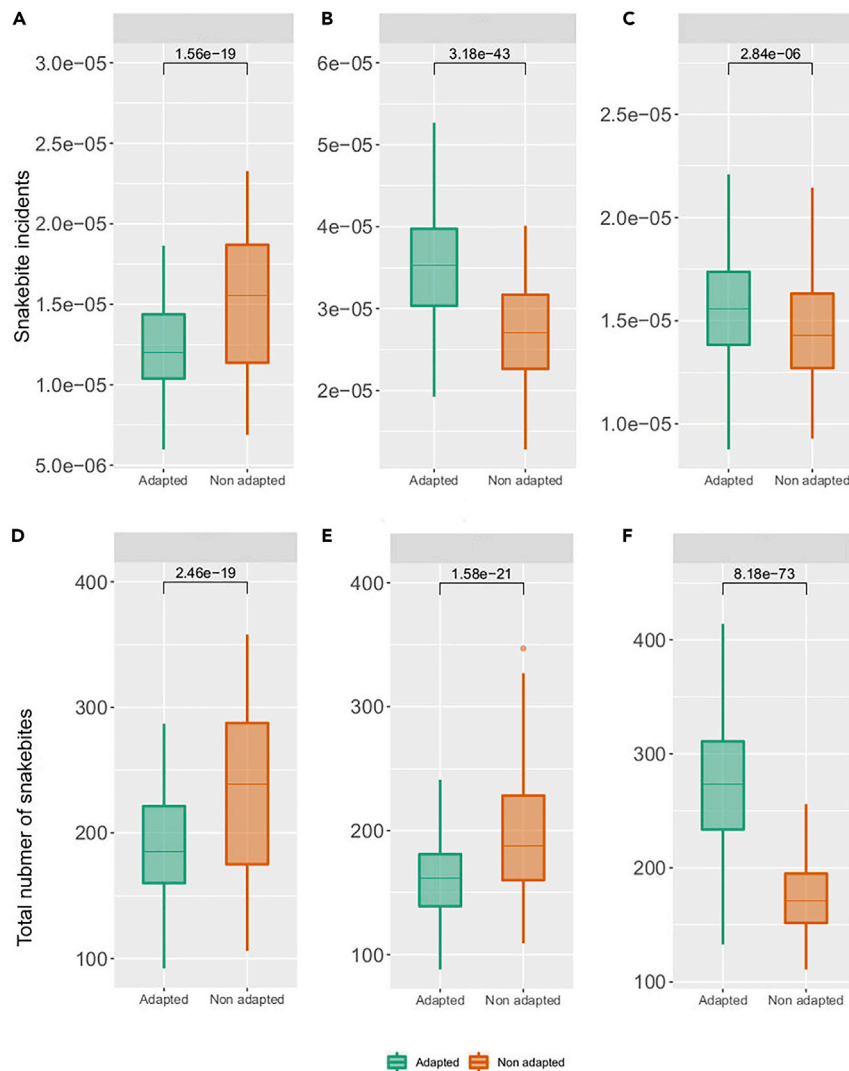 A
B
C
1.56e−19
3.18e−43
2.84e−06
3.0e−05
2.5e−05
2.0e−05
1.5e−05
1.0e−05
5.0e−06
6e−05
5e−05
4e−05
3e−05
2e−05
2.5e−05
2.0e−05
1.5e−05
1.0e−05
Snakebite incidents
Adapted Non adapted
Adapted Non adapted
Adapted Non adapted
D
E
F
2.46e−19
1.58e−21
8.18e−73
400
300
200
100
400
300
200
100
400
300
200
100
Total nubmer of snakebites
Adapted Non adapted
Adapted Non adapted
Adapted Non adapted
Adapted Non adapted